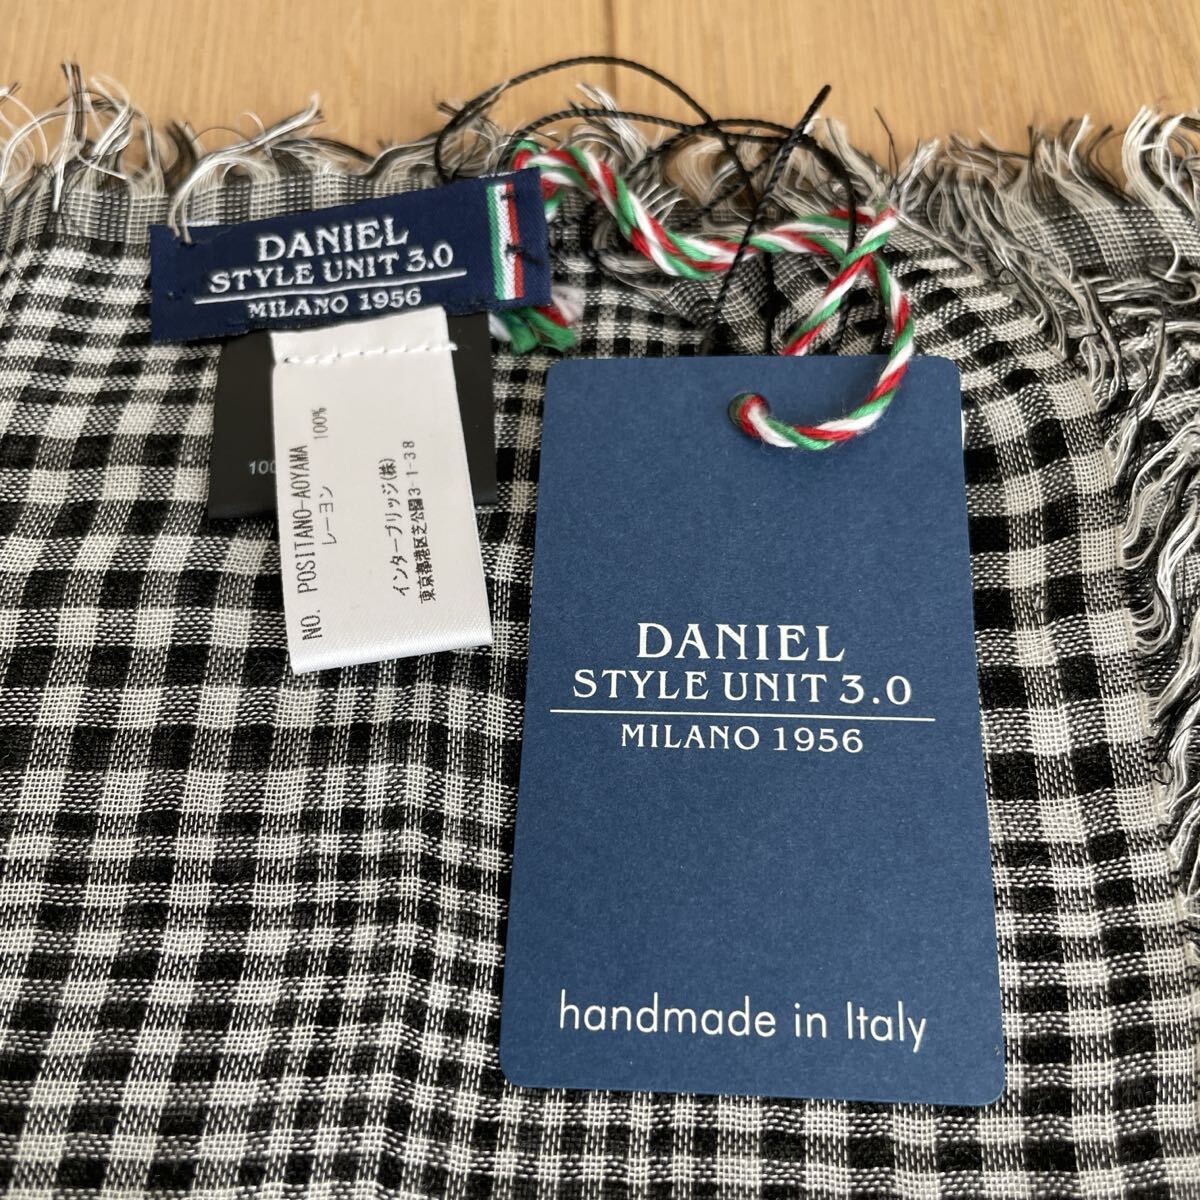 DANIEL
STYLE UNIT 3.0
MILANO 1956
100
NO. POSITANO-AOYAMA
レーヨン 100%
インターブリッジ(株)
東京都港区芝公園3-1-38
DANIEL
STYLE UNIT 3.0
MILANO 1956
handmade in Italy